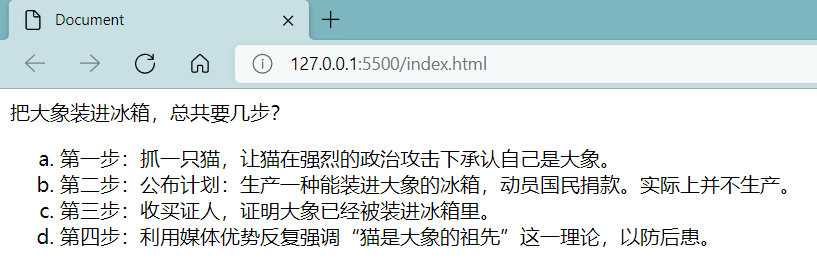 Document
127.0.0.1:5500/index.html
把大象装进冰箱，总共要几步？
a. 第一步：抓一只猫，让猫在强烈的政治攻击下承认自己是大象。
b. 第二步：公布计划：生产一种能装进大象的冰箱，动员国民捐款。实际上并不生产。
c. 第三步：收买证人，证明大象已经被装进冰箱里。
d. 第四步：利用媒体优势反复强调“猫是大象的祖先”这一理论，以防后患。